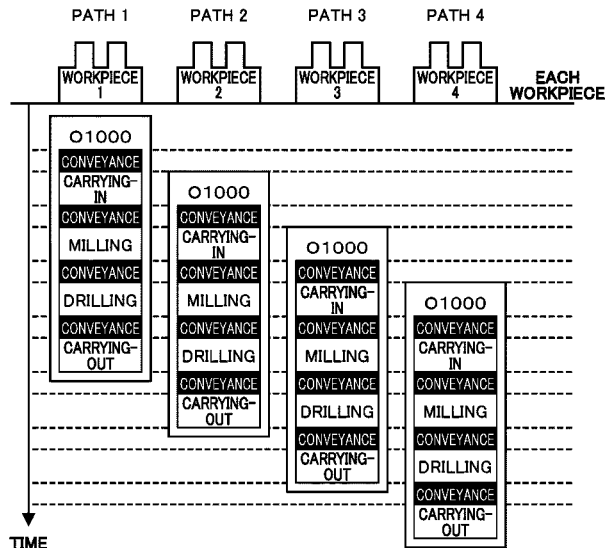 PATH 1 PATH 2 PATH 3 PATH 4
WORKPIECE 1
WORKPIECE 2
WORKPIECE 3
WORKPIECE 4
EACH
WORKPIECE
O1000
CONVEYANCE
CARRYING-
IN
CONVEYANCE
MILLING
CONVEYANCE
DRILLING
CONVEYANCE
CARRYING-
OUT
O1000
CONVEYANCE
CARRYING-
IN
CONVEYANCE
MILLING
CONVEYANCE
DRILLING
CONVEYANCE
CARRYING-
OUT
O1000
CONVEYANCE
CARRYING-
IN
CONVEYANCE
MILLING
CONVEYANCE
DRILLING
CONVEYANCE
CARRYING-
OUT
O1000
CONVEYANCE
CARRYING-
IN
CONVEYANCE
MILLING
CONVEYANCE
DRILLING
CONVEYANCE
CARRYING-
OUT
TIME